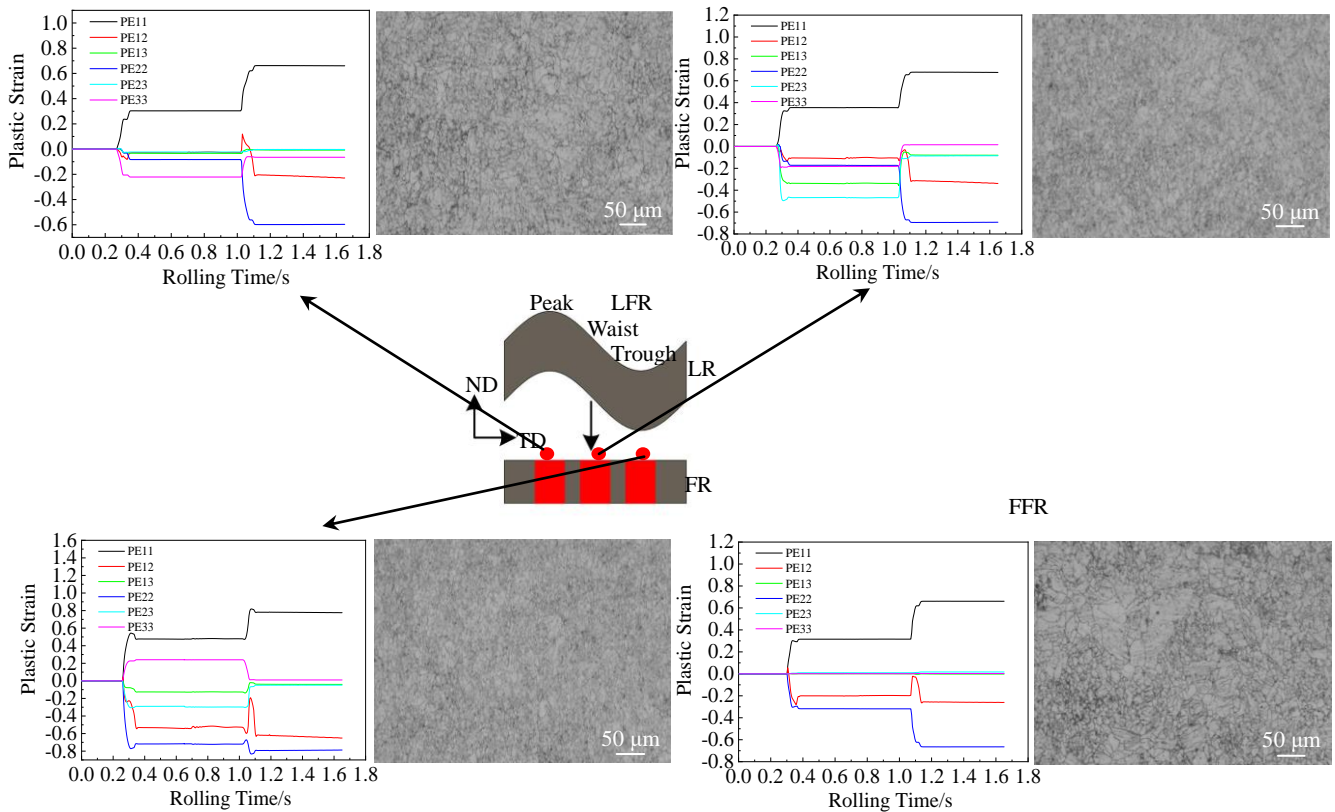 1.0
0.8
0.6
0.4
0.2
0.0
-0.2
-0.4
-0.6
Plastic Strain
PE11
PE12
PE13
PE22
PE23
PE33
0.0 0.2 0.4 0.6 0.8 1.0 1.2 1.4 1.6 1.8
Rolling Time/s
50 μm
1.2
1.0
0.8
0.6
0.4
0.2
0.0
-0.2
-0.4
-0.6
-0.8
Plastic Strain
PE11
PE12
PE13
PE22
PE23
PE33
0.0 0.2 0.4 0.6 0.8 1.0 1.2 1.4 1.6 1.8
Rolling Time/s
50 μm
Peak LFR
Waist
Trough
LR
ND
TD
FR
FFR
1.6
1.4
1.2
1.0
0.8
0.6
0.4
0.2
0.0
-0.2
-0.4
-0.6
-0.8
Plastic Strain
PE11
PE12
PE13
PE22
PE23
PE33
0.0 0.2 0.4 0.6 0.8 1.0 1.2 1.4 1.6 1.8
Rolling Time/s
50 μm
1.2
1.0
0.8
0.6
0.4
0.2
0.0
-0.2
-0.4
-0.6
-0.8
Plastic Strain
PE11
PE12
PE13
PE22
PE23
PE33
0.0 0.2 0.4 0.6 0.8 1.0 1.2 1.4 1.6 1.8
Rolling Time/s
50 μm